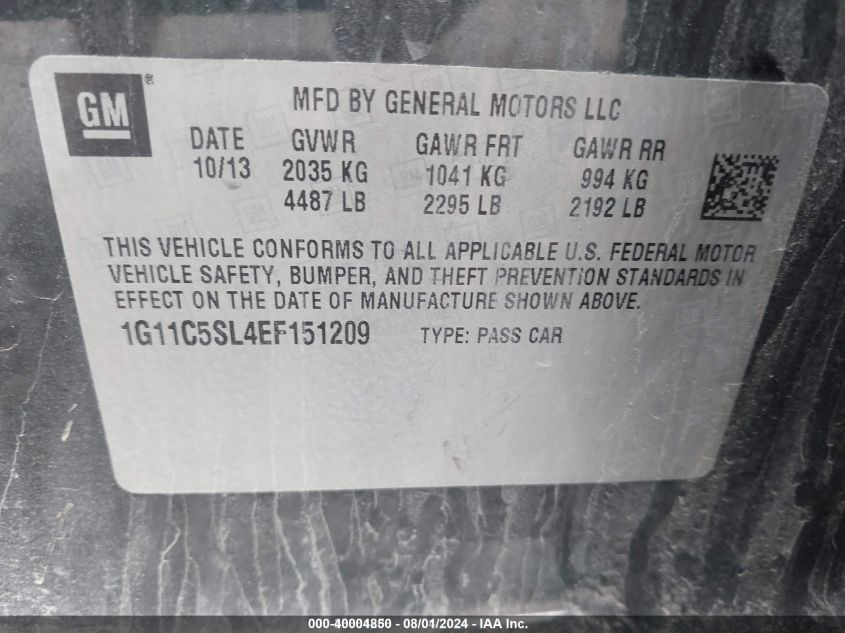 GM®
MFD BY GENERAL MOTORS LLC
DATE GVWR GAWR FRT GAWR RR
10/13 2035 KG 1041 KG 994 KG
4487 LB 2295 LB 2192 LB
THIS VEHICLE CONFORMS TO ALL APPLICABLE U.S. FEDERAL MOTOR
VEHICLE SAFETY, BUMPER, AND THEFT PREVENTION STANDARDS IN
EFFECT ON THE DATE OF MANUFACTURE SHOWN ABOVE.
1G11C5SL4EF151209 TYPE: PASS CAR
000-40004850 - 08/01/2024 - IAA Inc.